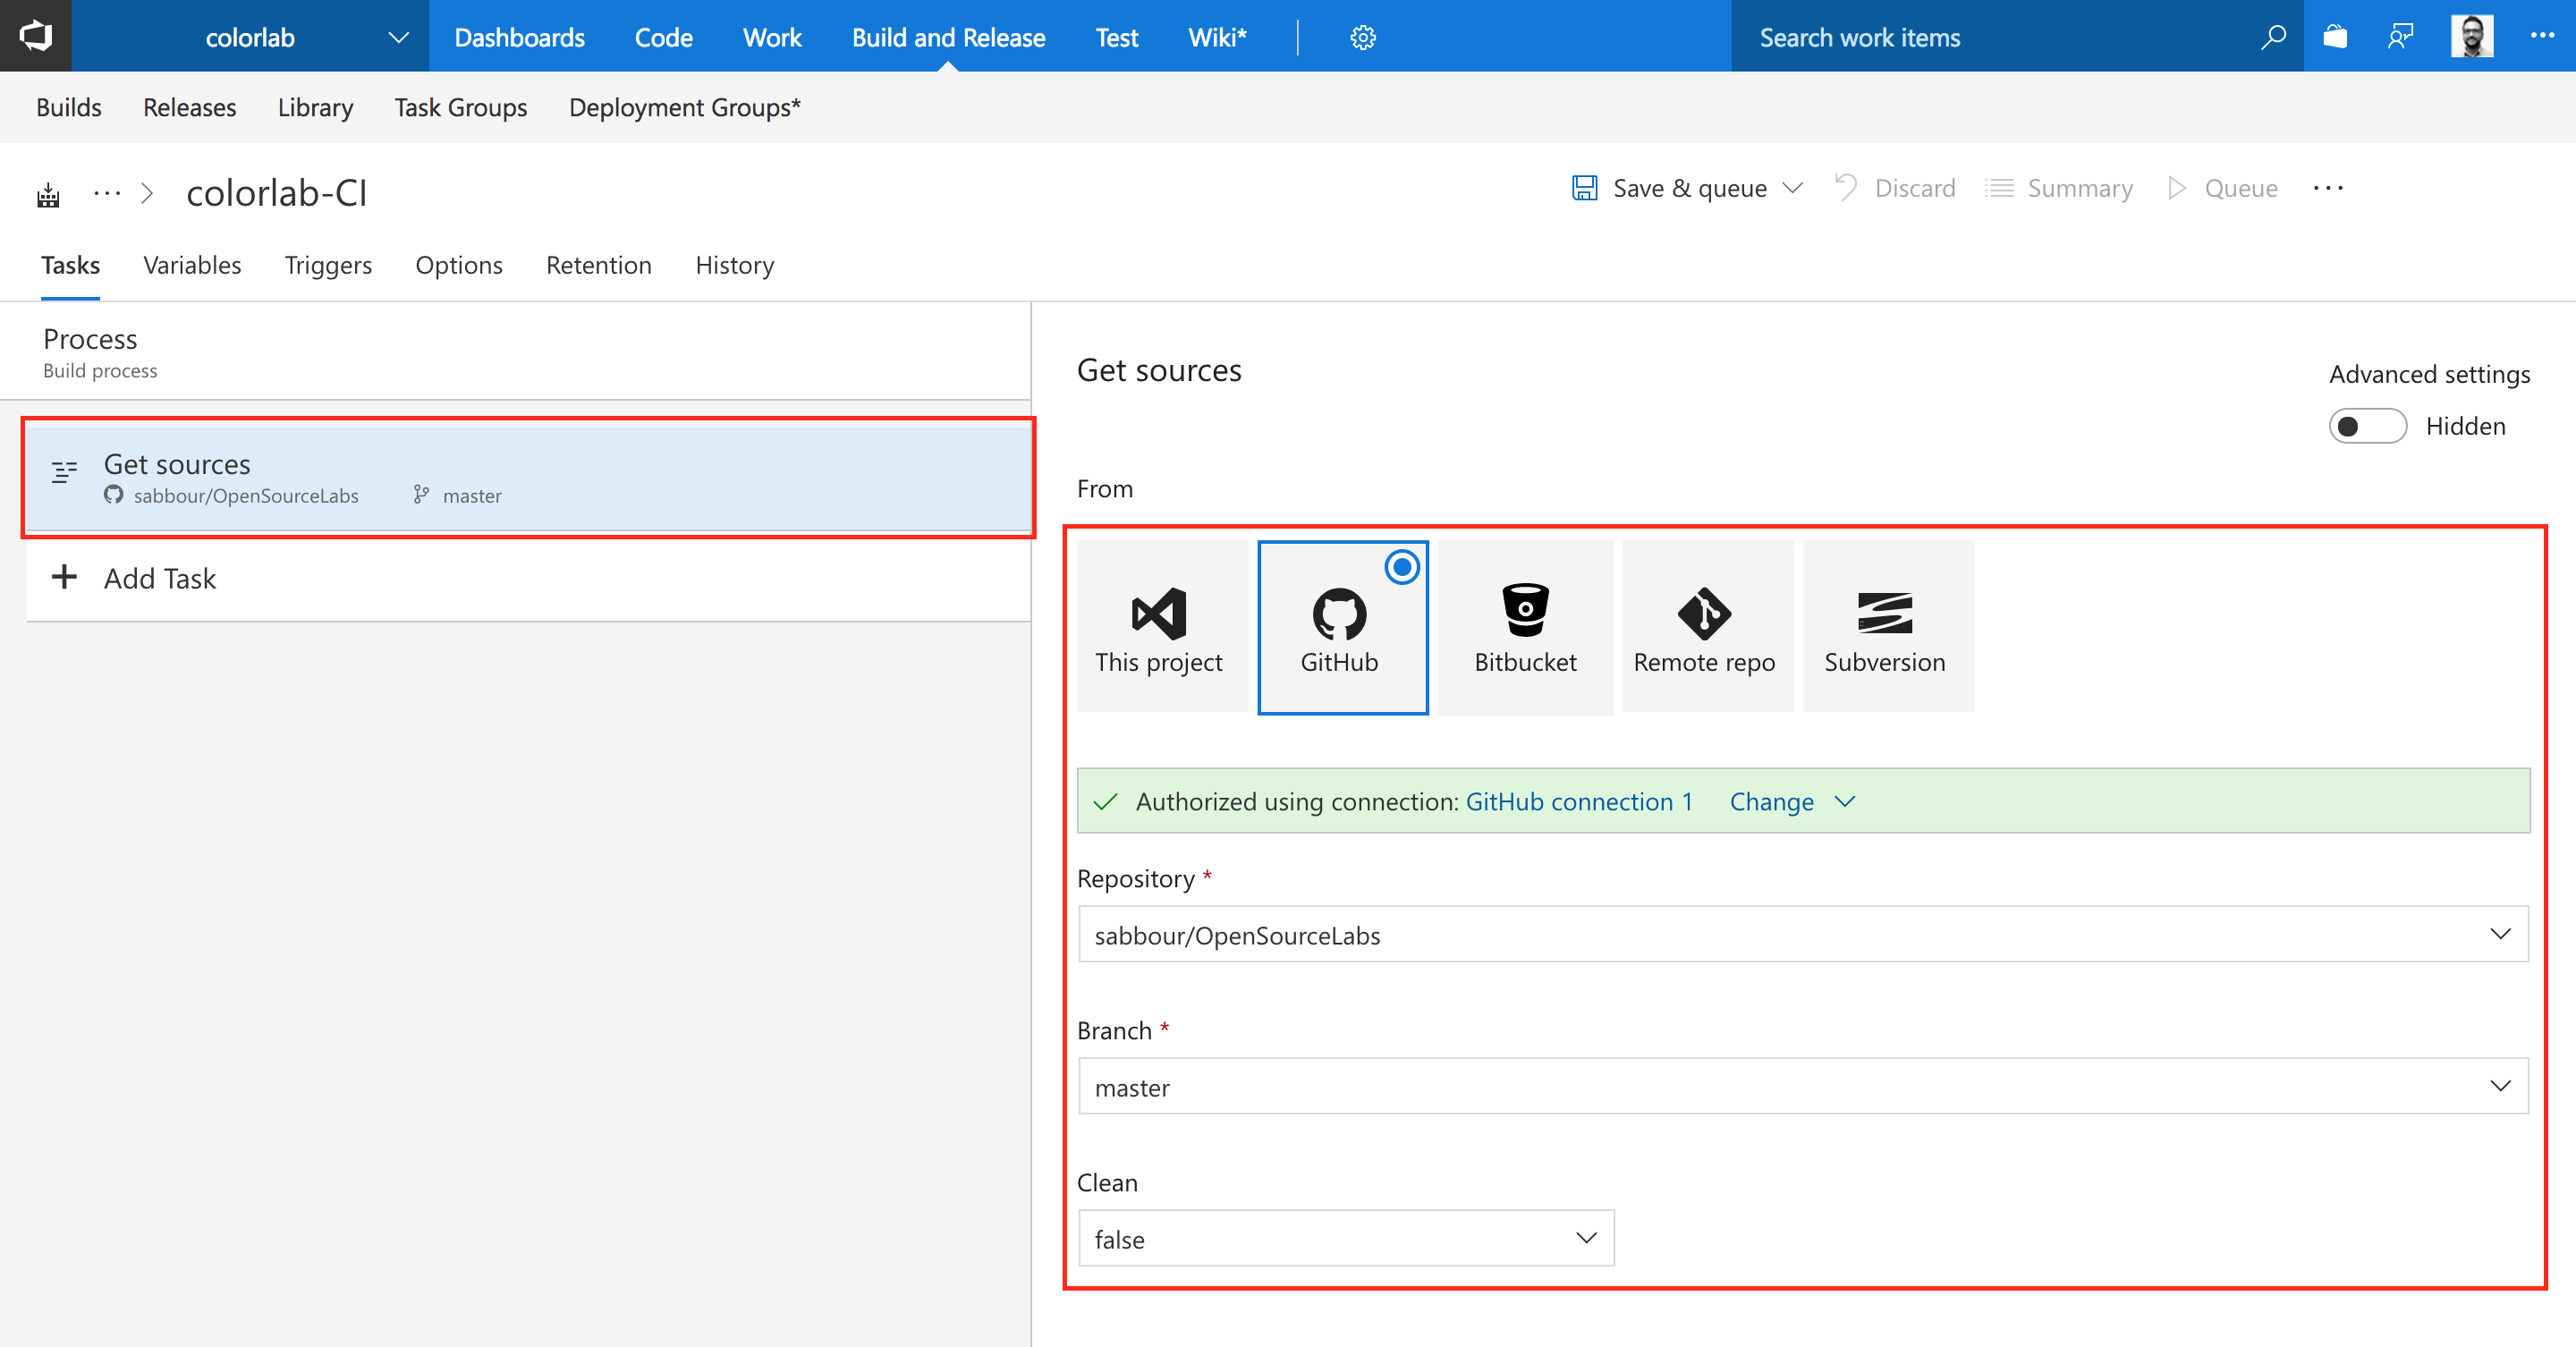 colorlab Dashboards Code Work Build and Release Test Wiki* Search work items
Builds Releases Library Task Groups Deployment Groups*
... > colorlab-CI Save & queue Discard Summary Queue ...
Tasks Variables Triggers Options Retention History
Process
Build process
Get sources
sabbour/OpenSourceLabs master
+ Add Task
Get sources
Advanced settings
Hidden
From
This project GitHub Bitbucket Remote repo Subversion
Authorized using connection: GitHub connection 1 Change
Repository *
sabbour/OpenSourceLabs
Branch *
master
Clean
false